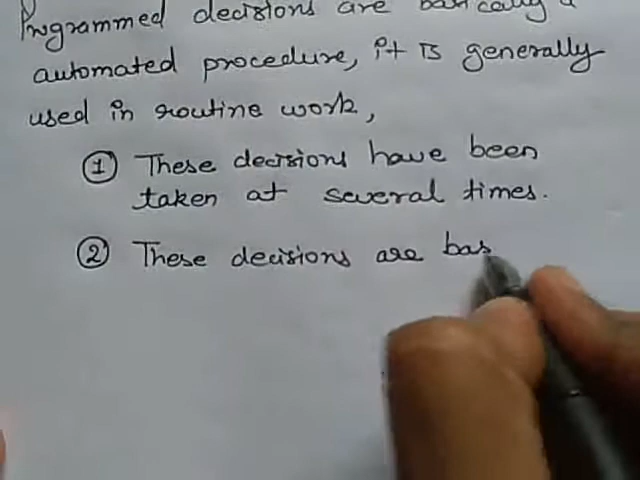 Programmed decisions are basically a
automated procedure, it is generally
used in routine work,
① These decisions have been
taken at several times.
② These decisions are bas